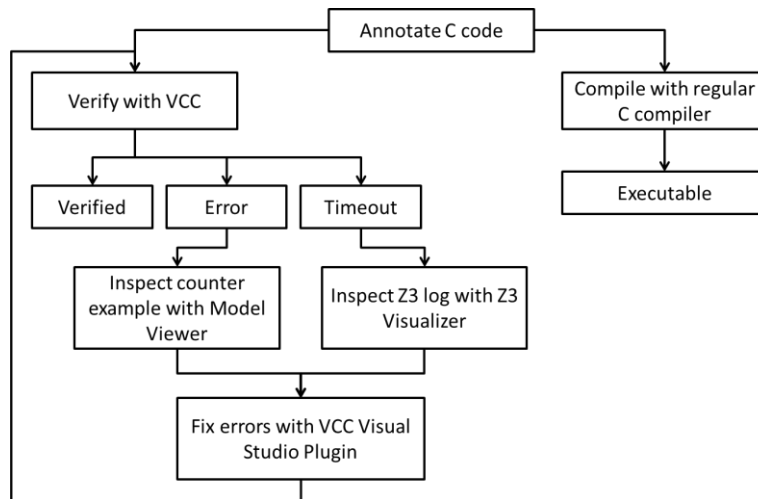 Annotate C code
Verify with VCC
Compile with regular
C compiler
Verified
Error
Timeout
Executable
Inspect counter
example with Model
Viewer
Inspect Z3 log with Z3
Visualizer
Fix errors with VCC Visual
Studio Plugin